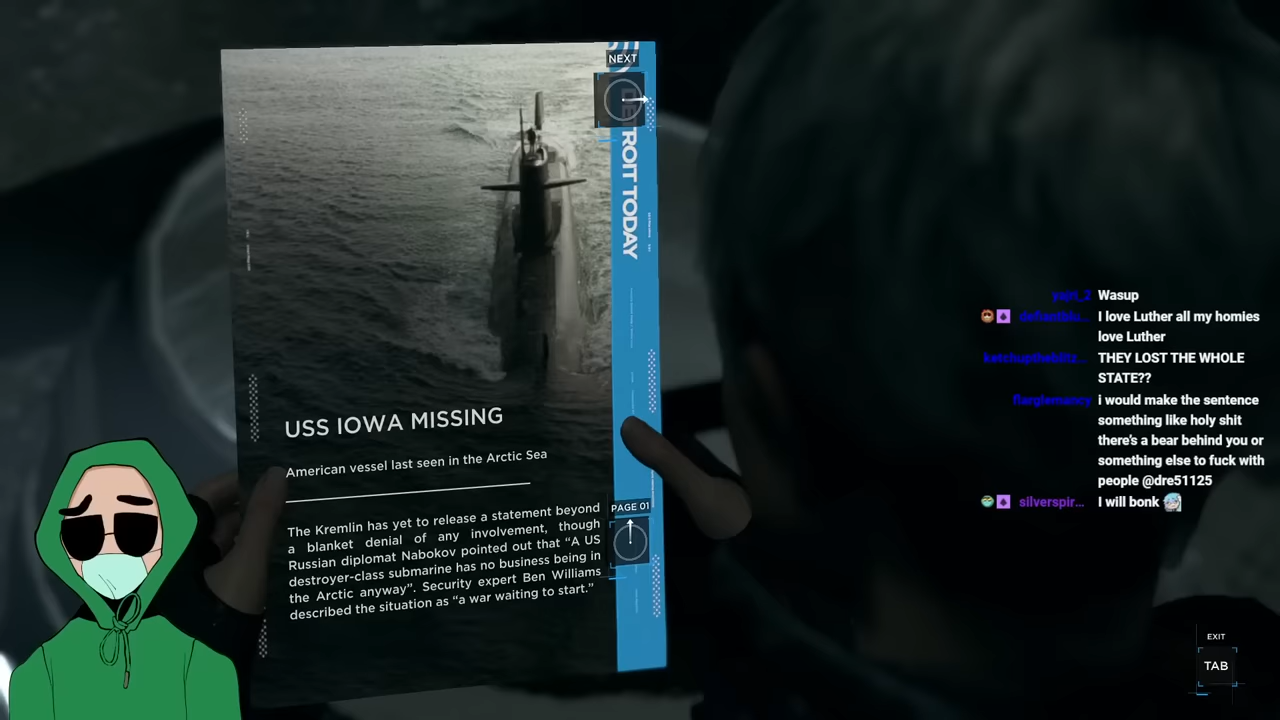 NEXT
DETROIT TODAY
USS IOWA MISSING
American vessel last seen in the Arctic Sea
The Kremlin has yet to release a statement beyond
a blanket denial of any involvement, though
Russian diplomat Nabokov pointed out that “A US
destroyer-class submarine has no business being in
the Arctic anyway”. Security expert Ben Williams
described the situation as “a war waiting to start.”
PAGE 01
Wasup
I love Luther all my homies
love Luther
THEY LOST THE WHOLE
STATE??
i would make the sentence
something like holy shit
there's a bear behind you or
something else to fuck with
people @dre51125
silverspir... I will bonk
EXIT
TAB